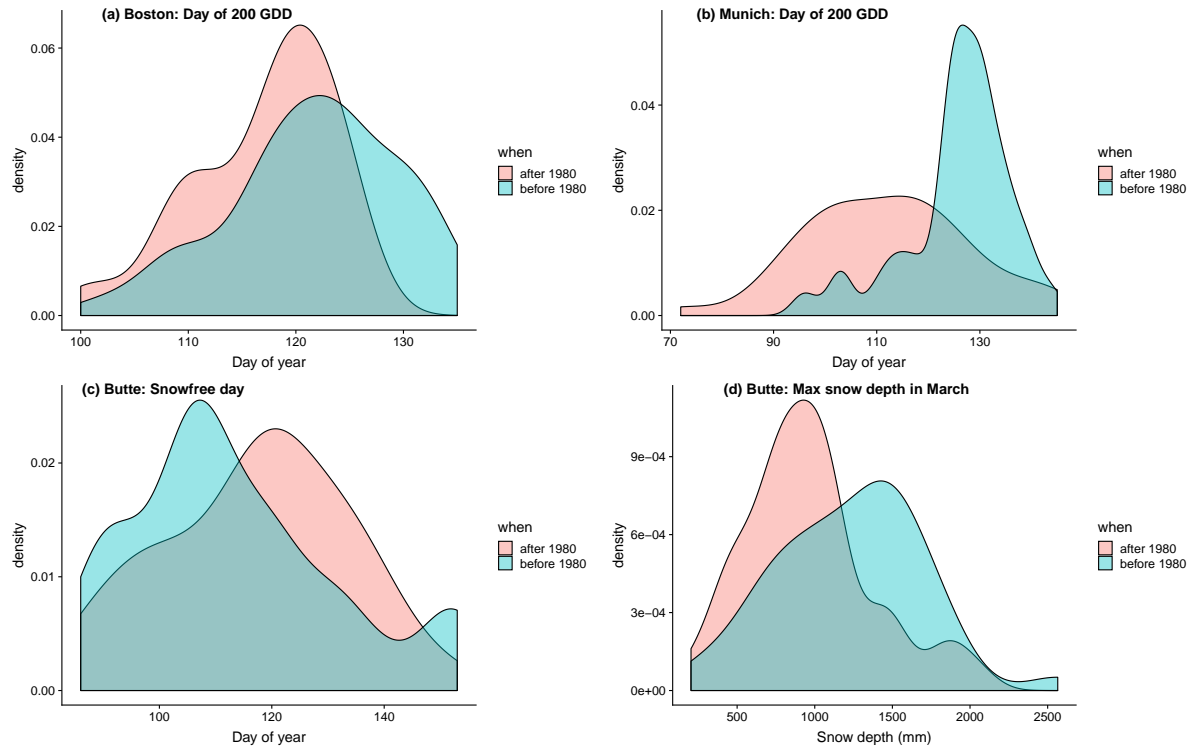 (a) Boston: Day of 200 GDD
0.06
0.04
0.02
0.00
density
100 110 120 130
Day of year
when
after 1980
before 1980
(b) Munich: Day of 200 GDD
0.04
0.02
0.00
density
70 90 110 130
Day of year
when
after 1980
before 1980
(c) Butte: Snowfree day
0.02
0.01
0.00
density
100 120 140
Day of year
when
after 1980
before 1980
(d) Butte: Max snow depth in March
9e−04
6e−04
3e−04
0e+00
density
500 1000 1500 2000 2500
Snow depth (mm)
when
after 1980
before 1980